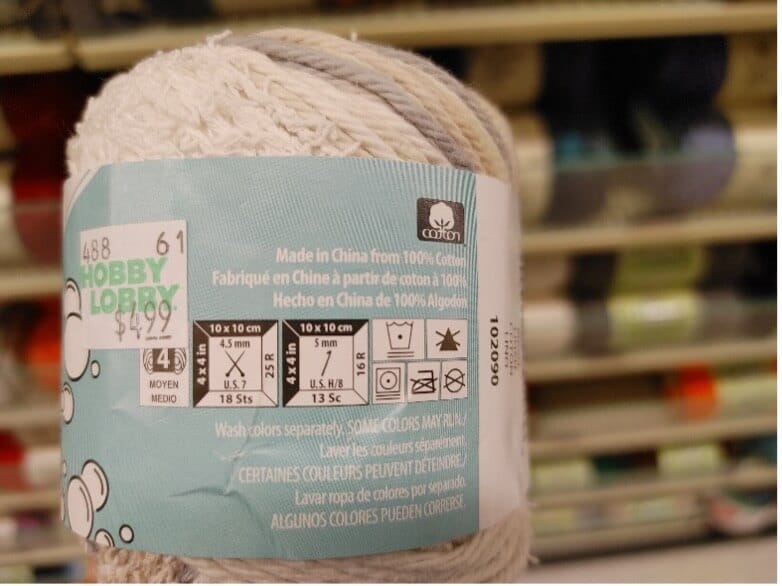 488 61
HOBBY
LOBBY
$4.99
cotton
Made in China from 100% Cotton
Fabriqué en Chine à partir de coton à 100%
Hecho en China de 100% Algodón
4
MOYEN
MEDIO
10 x 10 cm
4 x 4 in
4.5 mm
U.S. 7
25 R
18 Sts
10 x 10 cm
4 x 4 in
5 mm
U.S. H/8
16 R
13 Sc
102090
Wash colors separately. SOME COLORS MAY RUN./
Laver les couleurs séparément.
CERTAINES COULEURS PEUVENT DÉTEINDRE./
Lavar ropa de colores por separado.
ALGUNOS COLORES PUEDEN CORRERSE.